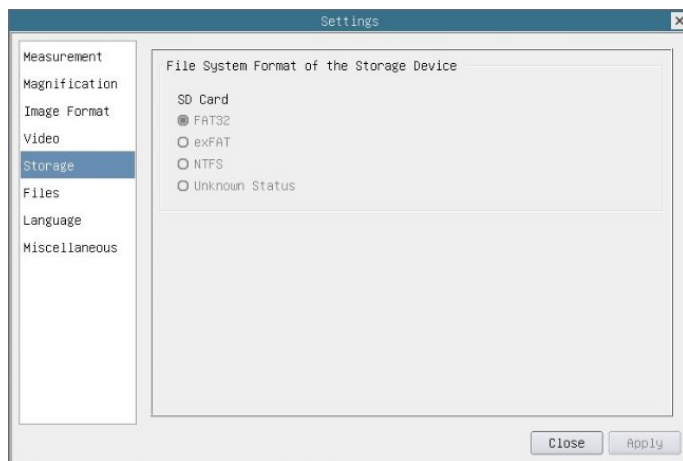 Settings
Measurement
Magnification
Image Format
Video
Storage
Files
Language
Miscellaneous
File System Format of the Storage Device
SD Card
FAT32
exFAT
NTFS
Unknown Status
Close
Apply